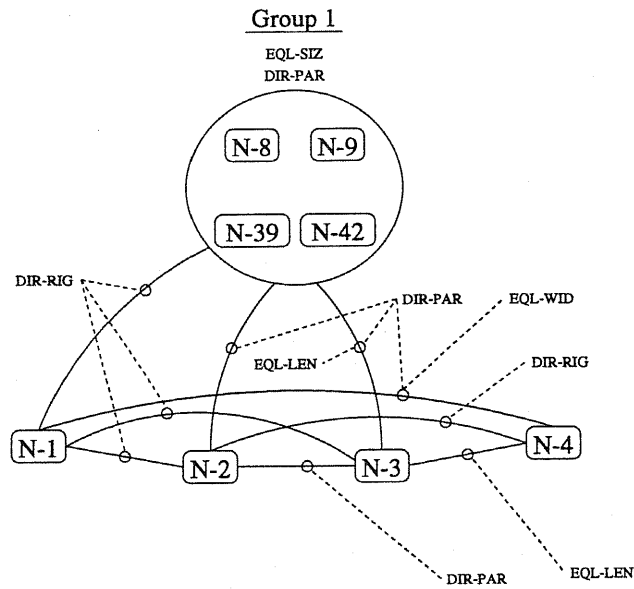 Group 1
EQL-SIZ
DIR-PAR
N-8
N-9
N-39
N-42
DIR-RIG
DIR-PAR
EQL-WID
EQL-LEN
DIR-RIG
N-1
N-2
N-3
N-4
DIR-PAR
EQL-LEN